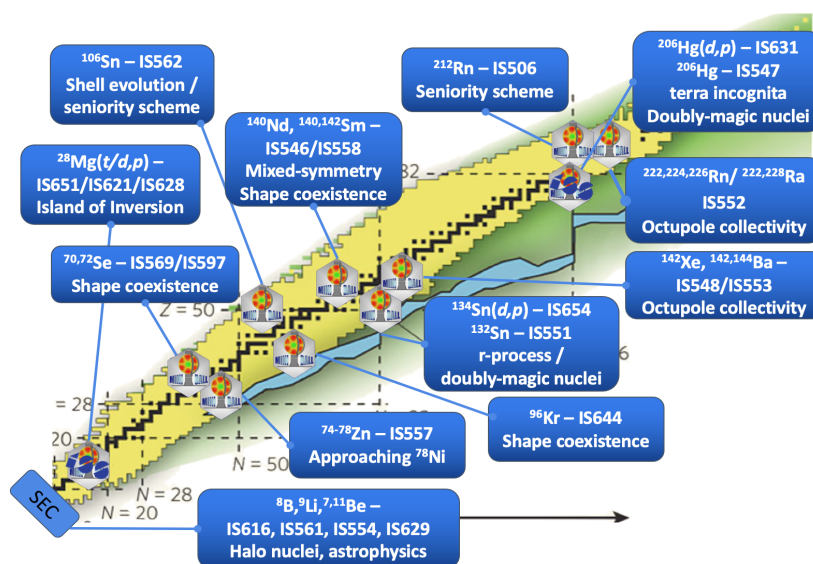 ¹⁰⁶Sn – IS562
Shell evolution /
seniority scheme
²¹²Rn – IS506
Seniority scheme
²⁰⁶Hg(d,p) – IS631
²⁰⁶Hg – IS547
terra incognita
Doubly-magic nuclei
¹⁴⁰Nd, ¹⁴⁰,¹⁴²Sm –
IS546/IS558
Mixed-symmetry
Shape coexistence
²⁸Mg(t/d,p) –
IS651/IS621/IS628
Island of Inversion
82
²²²,²²⁴,²²⁶Rn/ ²²²,²²⁸Ra
IS552
Octupole collectivity
⁷⁰,⁷²Se – IS569/IS597
Shape coexistence
¹⁴²Xe, ¹⁴²,¹⁴⁴Ba –
IS548/IS553
Octupole collectivity
Z = 50
¹³⁴Sn(d,p) – IS654
¹³²Sn – IS551
r-process /
doubly-magic nuclei
6
= 28
⁹⁶Kr – IS644
Shape coexistence
⁷⁴⁻⁷⁸Zn – IS557
Approaching ⁷⁸Ni
20
N = 50
SEC
N = 28
N = 20
⁸B,⁹Li,⁷,¹¹Be –
IS616, IS561, IS554, IS629
Halo nuclei, astrophysics